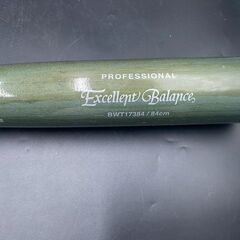 PROFESSIONAL
Excellent Balance
BWT17384 / 84cm